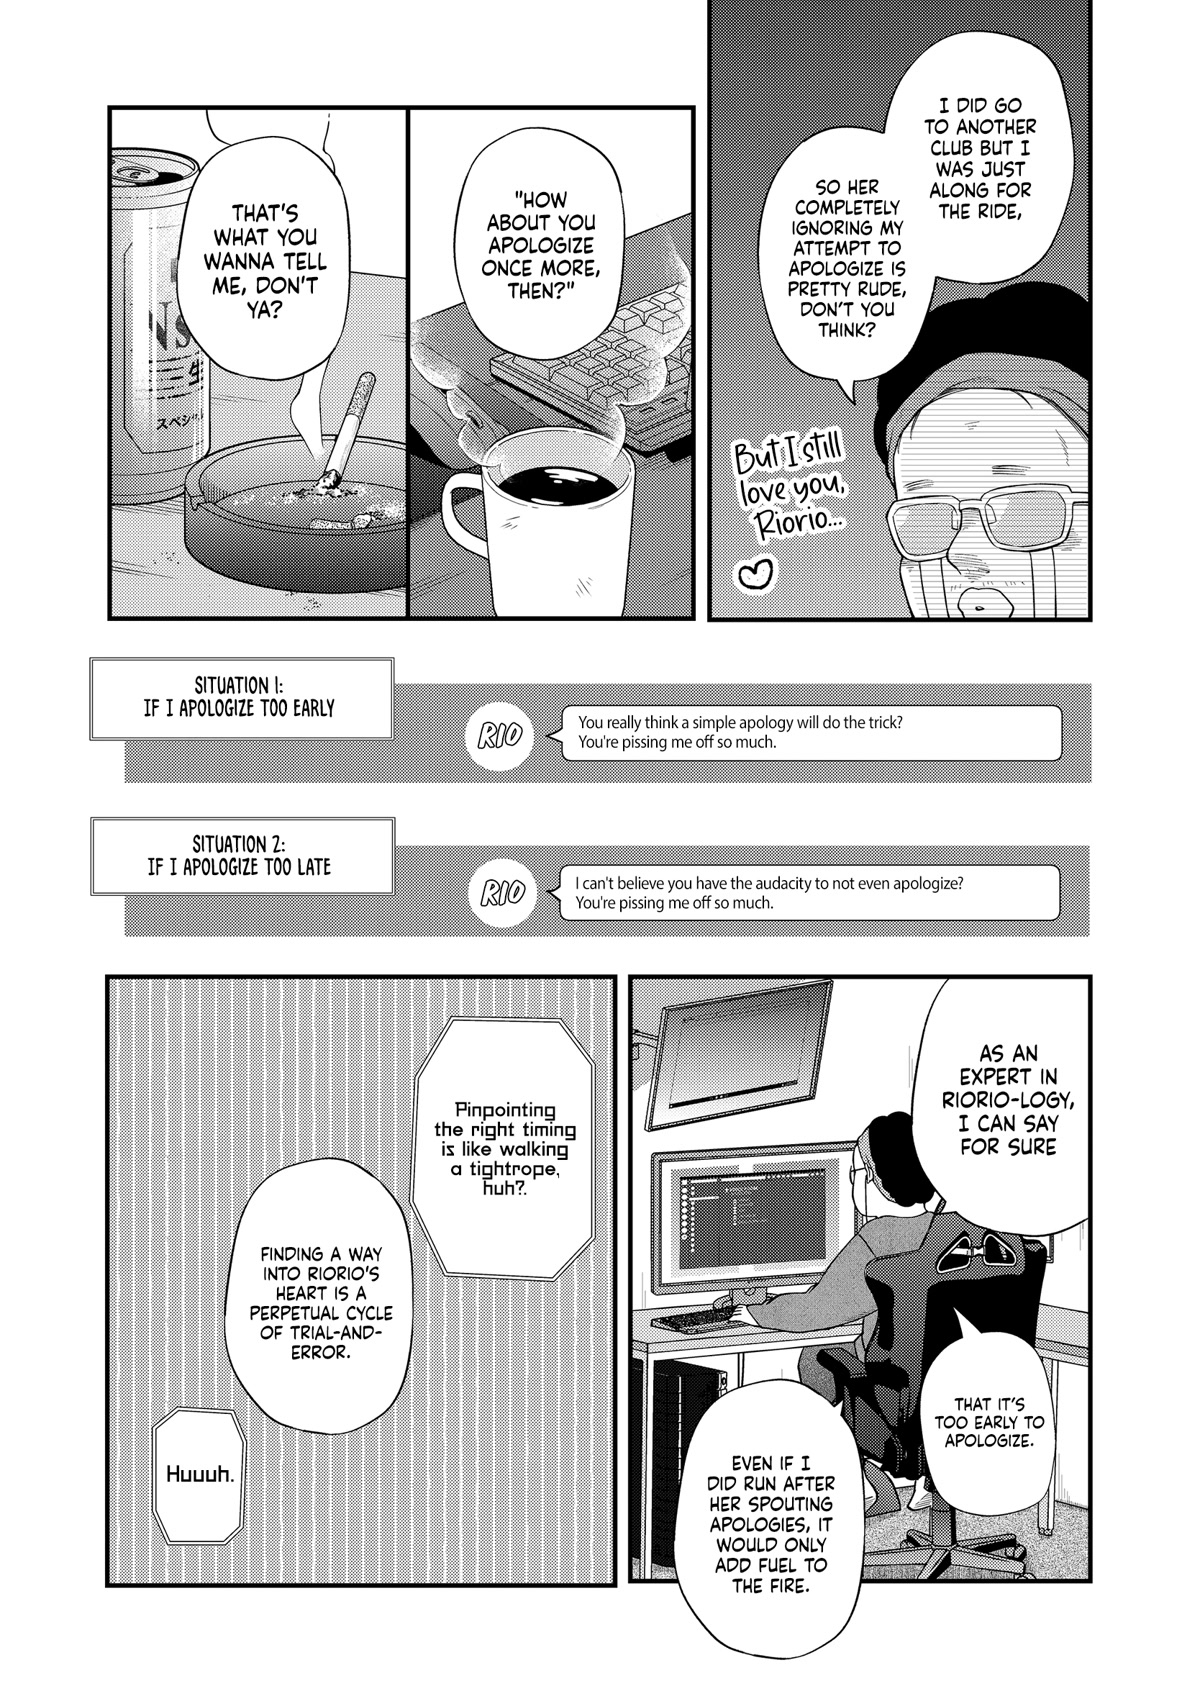 I DID GO
TO ANOTHER
CLUB BUT I
WAS JUST
ALONG FOR
THE RIDE,
SO HER
COMPLETELY
IGNORING MY
ATTEMPT TO
APOLOGIZE IS
PRETTY RUDE,
DON'T YOU
THINK?
But I still
love you,
Riorio...
"HOW
ABOUT YOU
APOLOGIZE
ONCE MORE,
THEN?"
THAT'S
WHAT YOU
WANNA TELL
ME, DON'T
YA?
NS
生
スペシ
SITUATION 1:
IF I APOLOGIZE TOO EARLY
RIO
You really think a simple apology will do the trick?
You're pissing me off so much.
SITUATION 2:
IF I APOLOGIZE TOO LATE
RIO
I can't believe you have the audacity to not even apologize?
You're pissing me off so much.
AS AN
EXPERT IN
RIORIO-LOGY,
I CAN SAY
FOR SURE
THAT IT'S
TOO EARLY TO
APOLOGIZE.
EVEN IF I
DID RUN AFTER
HER SPOUTING
APOLOGIES, IT
WOULD ONLY
ADD FUEL TO
THE FIRE.
Pinpointing
the right timing
is like walking
a tightrope,
huh?.
FINDING A WAY
INTO RIORIO'S
HEART IS A
PERPETUAL CYCLE
OF TRIAL-AND-
ERROR.
Huuuh.